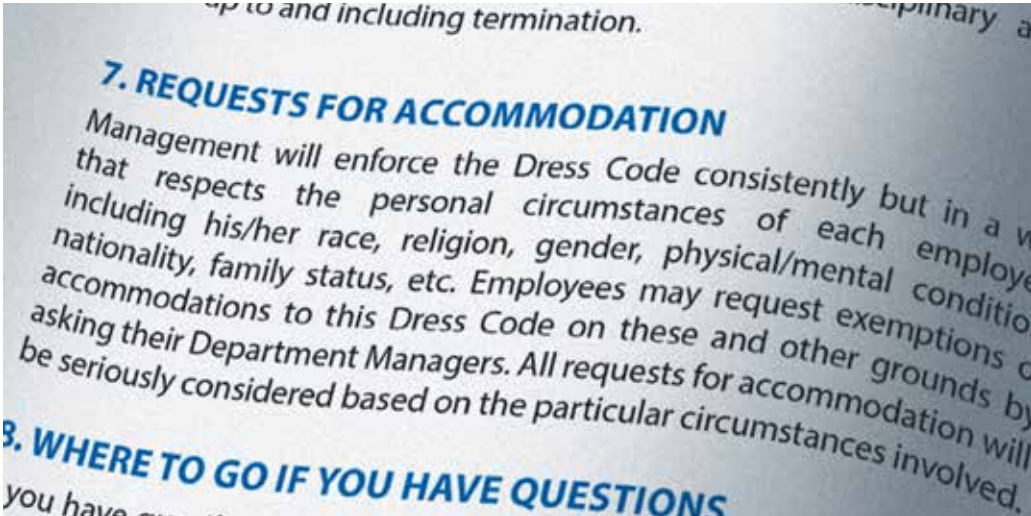 up to and including termination.
7. REQUESTS FOR ACCOMMODATION
Management will enforce the Dress Code consistently but in a
that respects the personal circumstances of each
including his/her race, religion, gender, physical/mental
nationality, family status, etc. Employees may request exemptions
accommodations to this Dress Code on these and other grounds by
asking their Department Managers. All requests for accommodation will
be seriously considered based on the particular circumstances involved.
8. WHERE TO GO IF YOU HAVE QUESTIONS
you have